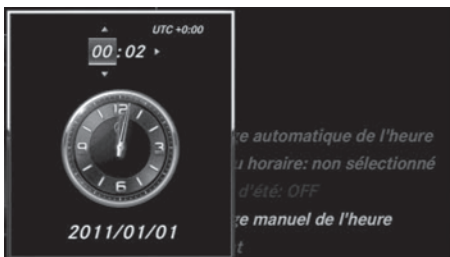 UTC +0:00
00:02
12
3
6
9
2011/01/01
automatique de l'heure
horaire: non sélectionné
d'été: OFF
manuel de l'heure